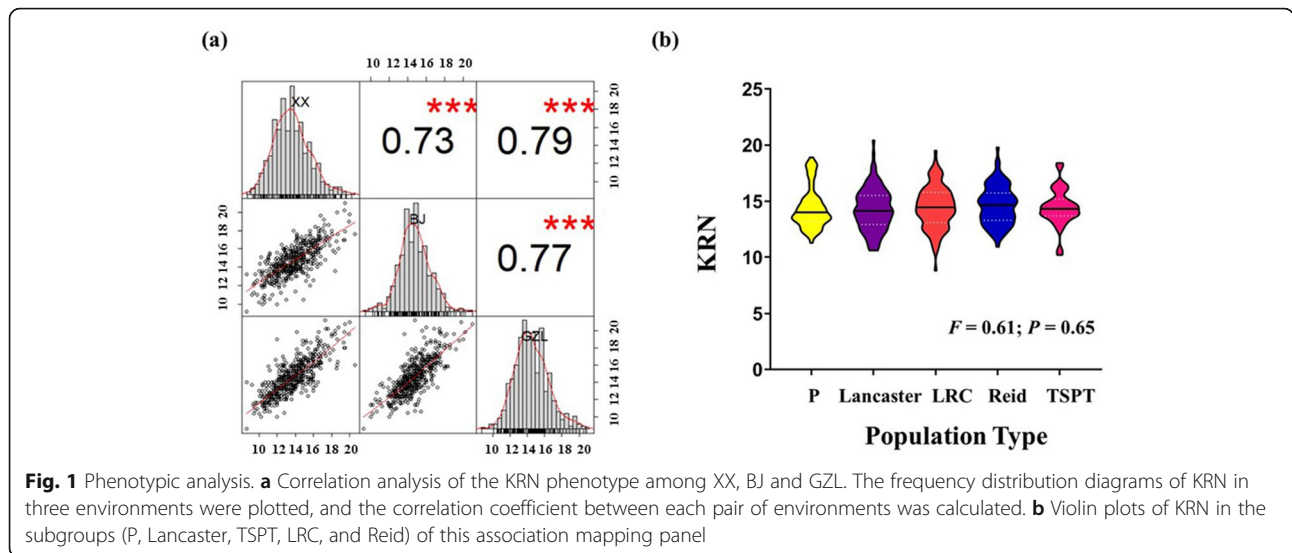 (a)
(b)
10 12 14 16 18 20
XX
***
0.73
***
0.79
10 12 14 16 18 20
10 12 14 16 18 20
BJ
***
0.77
GZL
10 12 14 16 18 20
10 12 14 16 18 20
10 12 14 16 18 20
25
20
15
10
5
0
KRN
F = 0.61; P = 0.65
P Lancaster LRC Reid TSPT
Population Type
Fig. 1 Phenotypic analysis. a Correlation analysis of the KRN phenotype among XX, BJ and GZL. The frequency distribution diagrams of KRN in
three environments were plotted, and the correlation coefficient between each pair of environments was calculated. b Violin plots of KRN in the
subgroups (P, Lancaster, TSPT, LRC, and Reid) of this association mapping panel